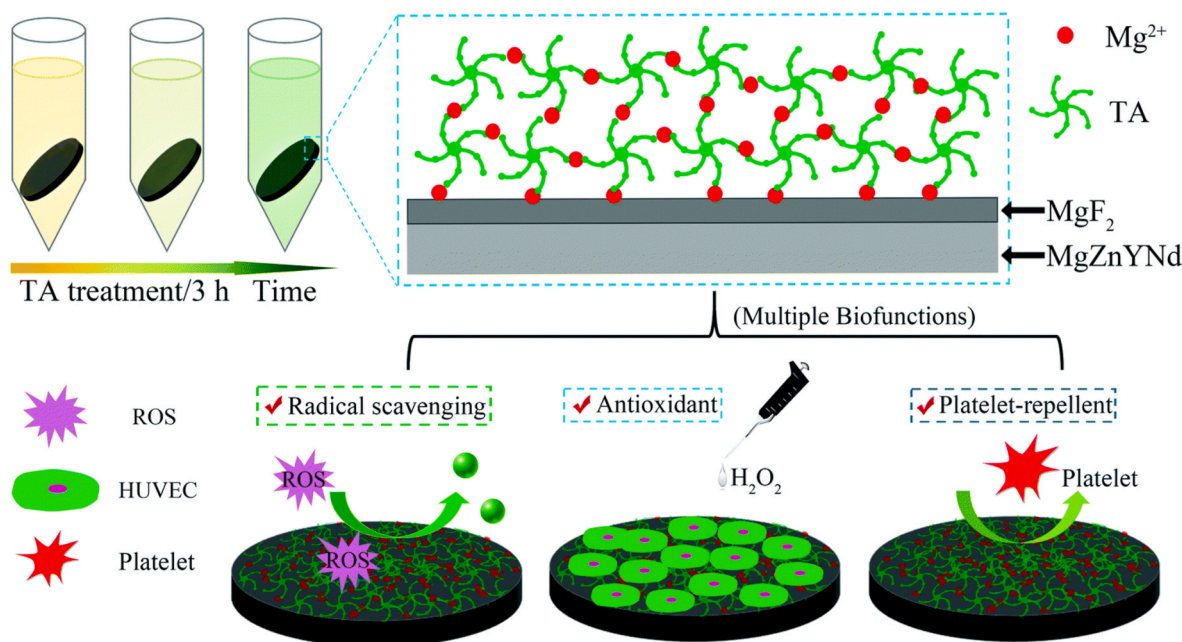 Mg²⁺
TA
MgF₂
MgZnYNd
TA treatment/3 h Time
(Multiple Biofunctions)
ROS
HUVEC
Platelet
✓ Radical scavenging
ROS
ROS
✓ Antioxidant
H₂O₂
✓ Platelet-repellent
Platelet